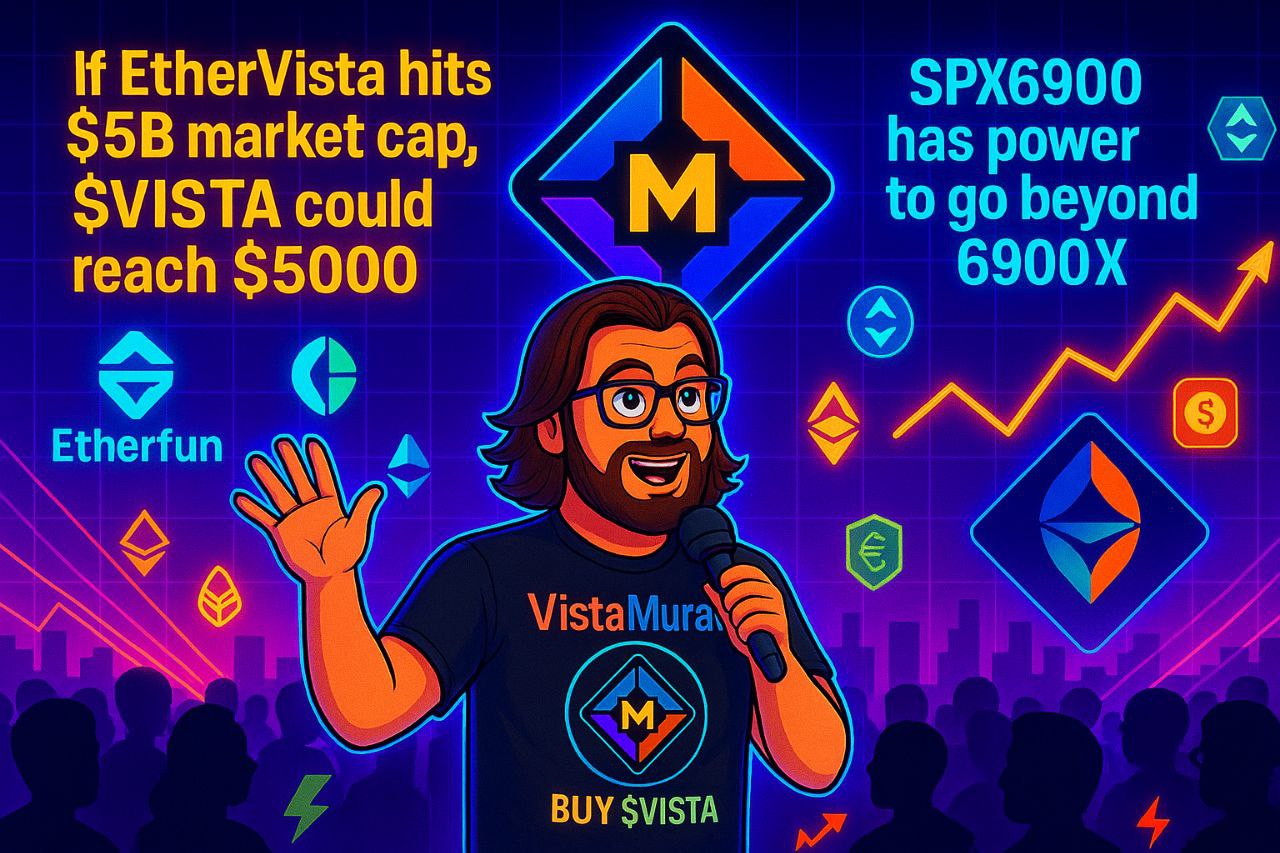 If EtherVista hits
$5B market cap,
$VISTA could
reach $5000
SPX6900
has power
to go beyond
6900X
M
Etherfun
$
€
VistaMura
M
BUY $VISTA